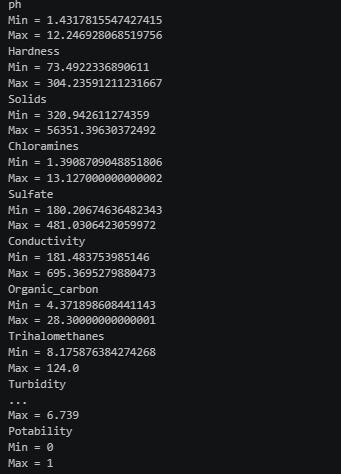 ph
Min = 1.4317815547427415
Max = 12.246928068519756
Hardness
Min = 73.4922336890611
Max = 304.23591211231667
Solids
Min = 320.942611274359
Max = 56351.39630372492
Chloramines
Min = 1.3908709048851806
Max = 13.127000000000002
Sulfate
Min = 180.20674636482343
Max = 481.0306423059972
Conductivity
Min = 181.483753985146
Max = 695.3695279880473
Organic_carbon
Min = 4.371898608441143
Max = 28.30000000000001
Trihalomethanes
Min = 8.175876384274268
Max = 124.0
Turbidity
...
Max = 6.739
Potability
Min = 0
Max = 1